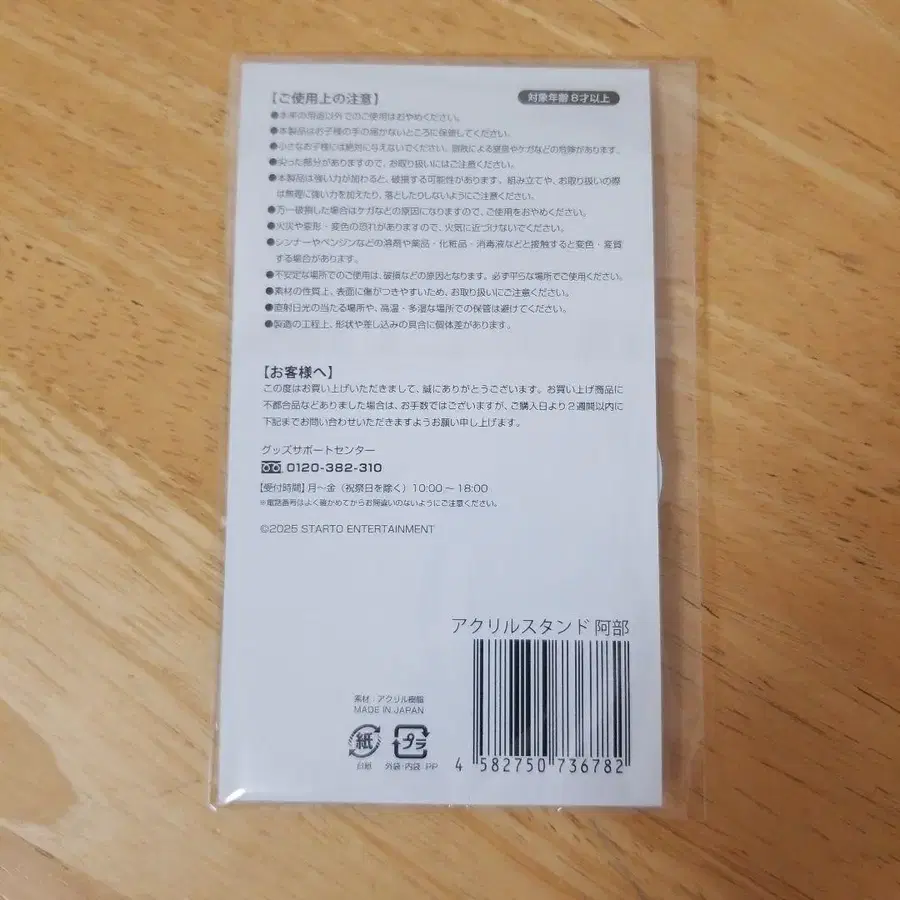 【ご使用上の注意】
対象年齢8才以上
●本来の用途以外でのご使用はおやめください。
●本製品はお子様の手の届かないところに保管してください。
●小さなお子様には絶対に与えないでください。誤飲による窒息やケガなどの危険があります。
●尖った部分がありますので、お取り扱いにはご注意ください。
●本製品は強い力が加わると、破損する可能性があります。組み立てや、お取り扱いの際
は無理に強い力を加えたり、落としたりしないようにご注意ください。
●万一破損した場合はケガなどの原因になりますので、ご使用をおやめください。
●火災や変形・変色の恐れがありますので、火気に近づけないでください。
●シンナーやベンジンなどの溶剤や薬品・化粧品・消毒液などと接触すると変色・変質
する場合があります。
●不安定な場所でのご使用は、破損などの原因となります。必ず平らな場所でご使用ください。
●素材の性質上、表面に傷がつきやすいため、お取り扱いにご注意ください。
●直射日光の当たる場所や、高温・多湿な場所での保管は避けてください。
●製造の工程上、形状や差し込みの具合に個体差があります。
【お客様へ】
この度はお買い上げいただきまして、誠にありがとうございます。お買い上げ商品に
不都合品などありました場合は、お手数ではございますが、ご購入日より2週間以内に
下記までお問い合わせいただきますようお願い申し上げます。
グッズサポートセンター
0120-382-310
【受付時間】月〜金（祝祭日を除く）10:00〜18:00
※電話番号はよく確かめてからお間違いのないようにご注意ください。
©2025 STARTO ENTERTAINMENT
アクリルスタンド 阿部
素材：アクリル樹脂
MADE IN JAPAN
紙
プラ
台紙
外袋・内袋：PP
4 582750 736782